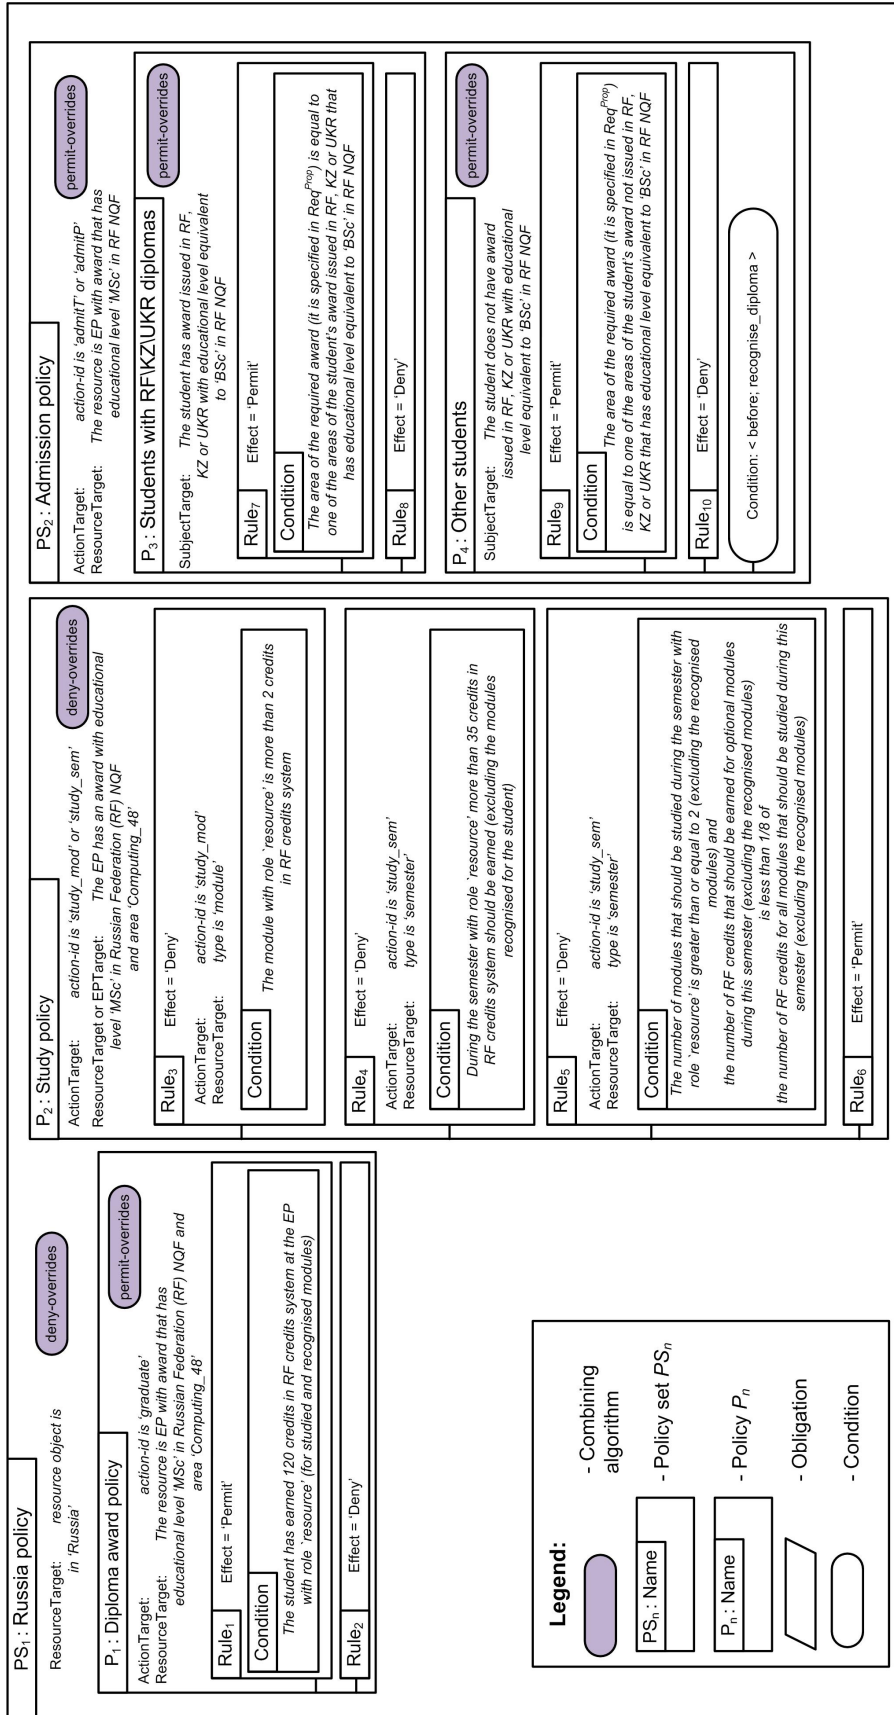 PS₁ : Russia policy
deny-overrides
ResourceTarget: resource object is
in ‘Russia’
P₁ : Diploma award policy
permit-overrides
ActionTarget: action-id is ‘graduate’
ResourceTarget: The resource is EP with award that has
educational level ‘MSc’ in Russian Federation (RF) NQF and
area ‘Computing_48’
Rule₁ Effect = ‘Permit’
Condition
The student has earned 120 credits in RF credits system at the EP
with role `resource’ (for studied and recognised modules)
Rule₂ Effect = ‘Deny’
P₂ : Study policy
deny-overrides
ActionTarget: action-id is ‘study_mod’ or ‘study_sem’
ResourceTarget or EPTarget: The EP has an award with educational
level ‘MSc’ in Russian Federation (RF) NQF
and area ‘Computing_48’
Rule₃ Effect = ‘Deny’
ActionTarget: action-id is ‘study_mod’
ResourceTarget: type is ‘module’
Condition
The module with role `resource’ is more than 2 credits
in RF credits system
Rule₄ Effect = ‘Deny’
ActionTarget: action-id is ‘study_sem’
ResourceTarget: type is ‘semester’
Condition
During the semester with role `resource’ more than 35 credits in
RF credits system should be earned (excluding the modules
recognised for the student)
Rule₅ Effect = ‘Deny’
ActionTarget: action-id is ‘study_sem’
ResourceTarget: type is ‘semester’
Condition
The number of modules that should be studied during the semester with
role `resource’ is greater than or equal to 2 (excluding the recognised
modules) and
the number of RF credits that should be earned for optional modules
during this semester (excluding the recognised modules)
is less than 1/8 of
the number of RF credits for all modules that should be studied during this
semester (excluding the recognised modules)
Rule₆ Effect = ‘Permit’
PS₂ : Admission policy
permit-overrides
ActionTarget: action-id is ‘admitT’ or ‘admitP’
ResourceTarget: The resource is EP with award that has
educational level ‘MSc’ in RF NQF
P₃ : Students with RF\KZ\UKR diplomas
permit-overrides
SubjectTarget: The student has award issued in RF,
KZ or UKR with educational level equivalent
to ‘BSc’ in RF NQF
Rule₇ Effect = ‘Permit’
Condition
The area of the required award (it is specified in Req^Prop) is equal to
one of the areas of the student’s award issued in RF, KZ or UKR that
has educational level equivalent to ‘BSc’ in RF NQF
Rule₈ Effect = ‘Deny’
P₄ : Other students
permit-overrides
SubjectTarget: The student does not have award
issued in RF, KZ or UKR with educational
level equivalent to ‘BSc’ in RF NQF
Rule₉ Effect = ‘Permit’
Condition
The area of the required award (it is specified in Req^Prop)
is equal to one of the areas of the student’s award not issued in RF,
KZ or UKR that has educational level equivalent to ‘BSc’ in RF NQF
Rule₁₀ Effect = ‘Deny’
Condition: < before; recognise_diploma >
Legend:
- Combining
algorithm
PSₙ : Name - Policy set PSₙ
Pₙ : Name - Policy Pₙ
- Obligation
- Condition